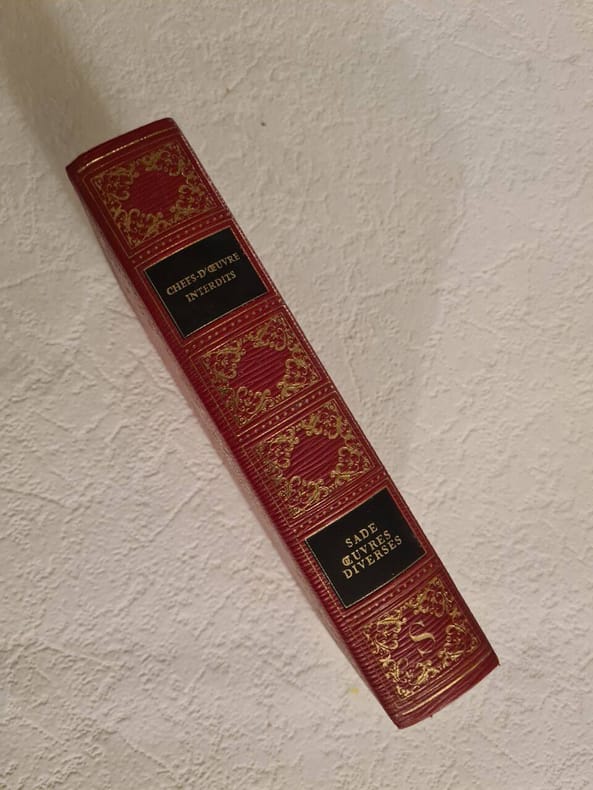 CHEFS-D'ŒUVRE
INTERDITS
SADE
ŒUVRES
DIVERSES
S